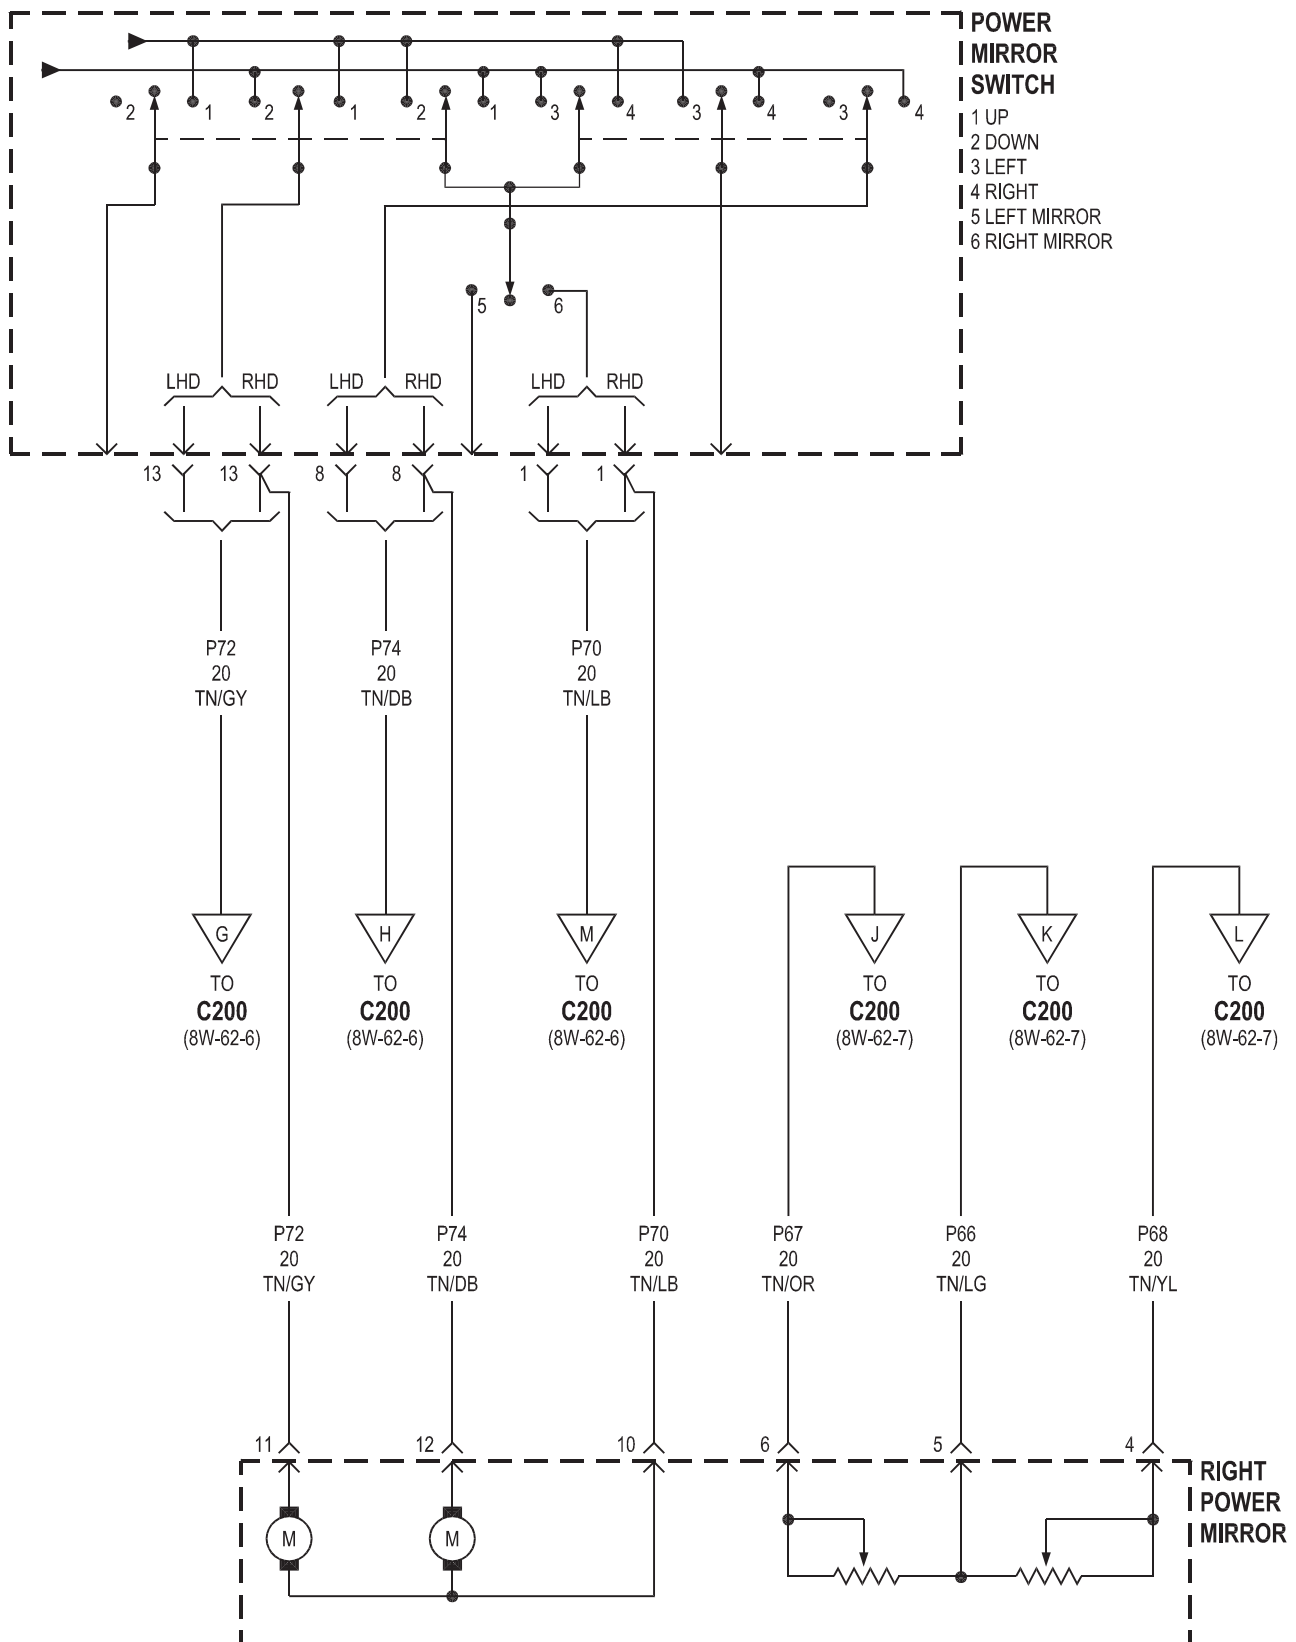 POWER
MIRROR
SWITCH
1 UP
2 DOWN
3 LEFT
4 RIGHT
5 LEFT MIRROR
6 RIGHT MIRROR
2 1 2 1 2 1 3 4 3 4 3 4
5 6
LHD RHD LHD RHD LHD RHD
13 13 8 8 1 1
P72
20
TN/GY
P74
20
TN/DB
P70
20
TN/LB
G
TO
C200
(8W-62-6)
H
TO
C200
(8W-62-6)
M
TO
C200
(8W-62-6)
J
TO
C200
(8W-62-7)
K
TO
C200
(8W-62-7)
L
TO
C200
(8W-62-7)
P72
20
TN/GY
P74
20
TN/DB
P70
20
TN/LB
P67
20
TN/OR
P66
20
TN/LG
P68
20
TN/YL
11 12 10 6 5 4
RIGHT
POWER
MIRROR
M M